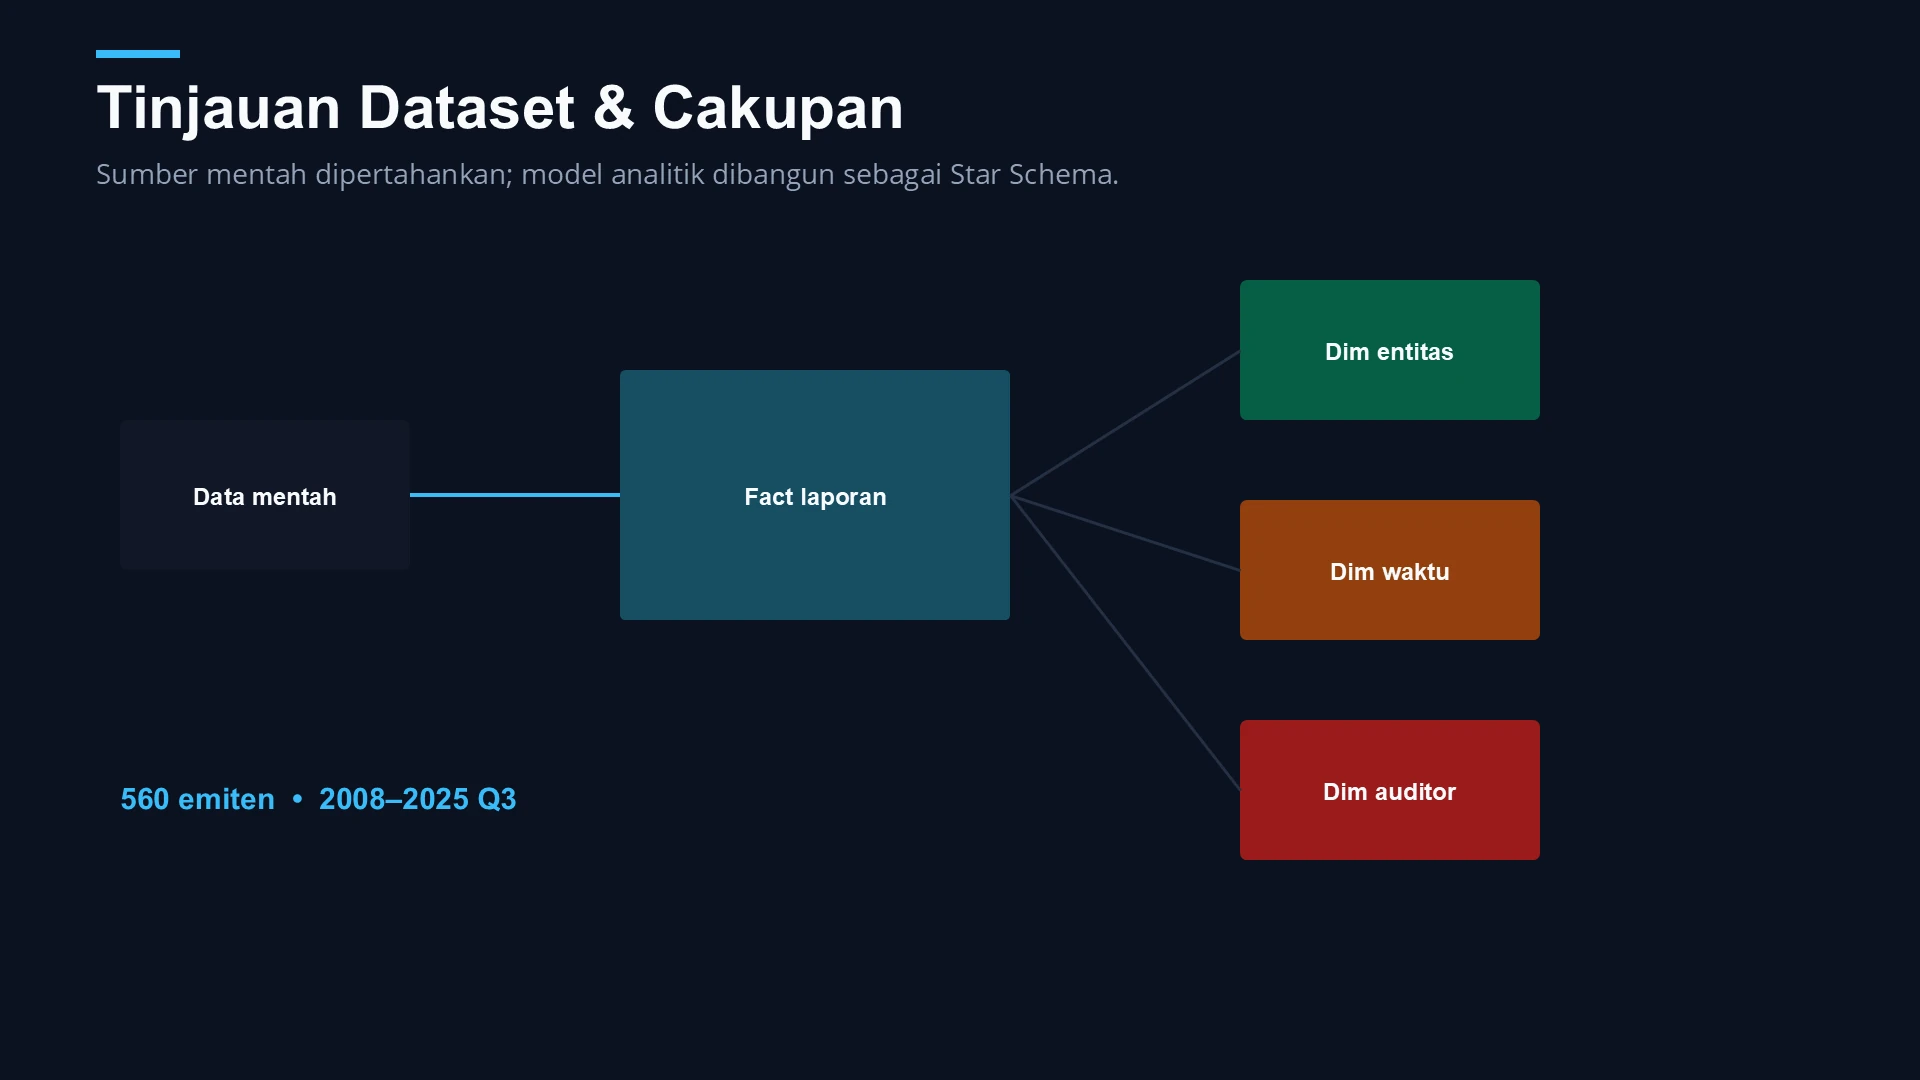 Tinjauan Dataset & Cakupan
Sumber mentah dipertahankan; model analitik dibangun sebagai Star Schema.
Data mentah
Fact laporan
Dim entitas
Dim waktu
Dim auditor
560 emiten • 2008–2025 Q3